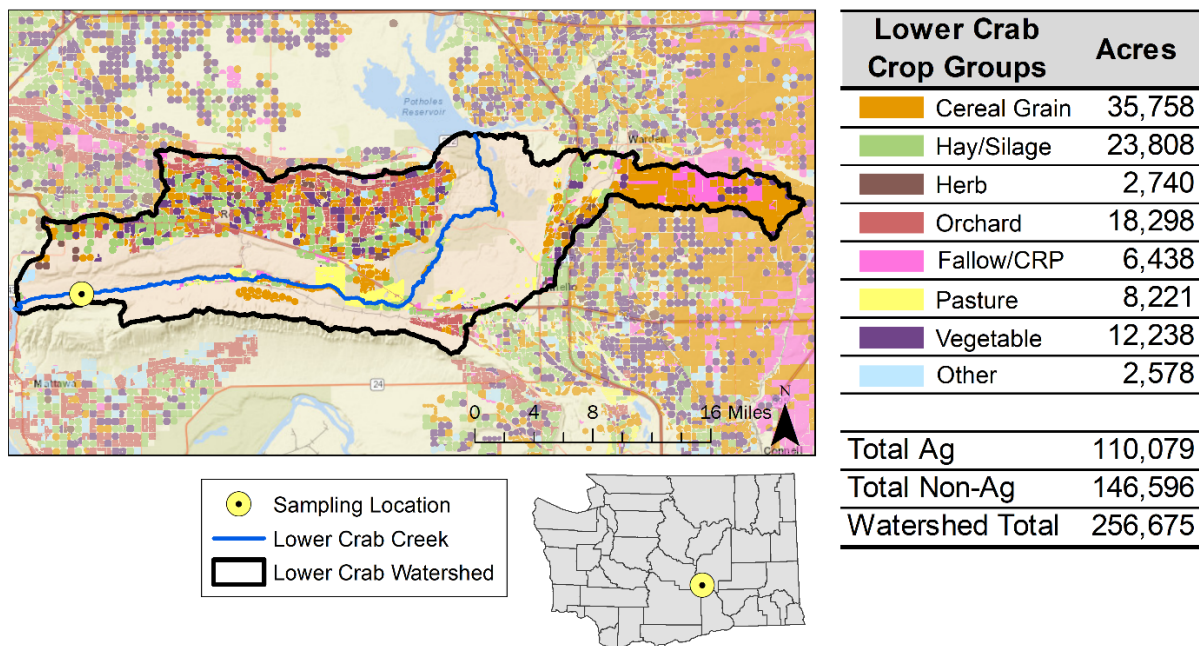 Potholes
Reservoir
Warden
Mattawa
24
N
0 4 8 16 Miles
Connell
Sampling Location
Lower Crab Creek
Lower Crab Watershed
Lower Crab Crop Groups Acres
Cereal Grain 35,758
Hay/Silage 23,808
Herb 2,740
Orchard 18,298
Fallow/CRP 6,438
Pasture 8,221
Vegetable 12,238
Other 2,578
Total Ag 110,079
Total Non-Ag 146,596
Watershed Total 256,675